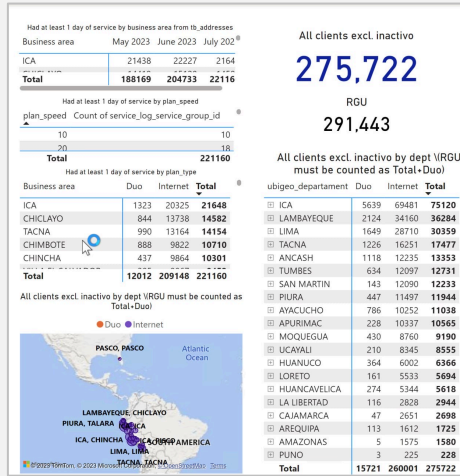 Had at least 1 day of service by business area from tb_addresses
Business area May 2023 June 2023 July 202
ICA 21438 22227 2164
Total 188169 204733 22116
Had at least 1 day of service by plan_speed
plan_speed Count of service_log_service_group_id
10 10
20 18
Total 221160
Had at least 1 day of service by plan_type
Business area Duo Internet Total
ICA 1323 20325 21648
CHICLAYO 844 13738 14582
TACNA 990 13164 14154
CHIMBOTE 888 9822 10710
CHINCHA 437 9864 10301
Total 12012 209148 221160
All clients excl. inactivo by dept \(RGU must be counted as
Total+Duo)
Duo Internet
PASCO, PASCO
Atlantic
Ocean
LAMBAYEQUE, CHICLAYO
PIURA, TALARA
ICA, CHINCHA
SOUTH AMERICA
LIMA, LIMA
TACNA, TACNA
© 2023 TomTom, © 2023 Microsoft Corporation, © OpenStreetMap Terms
All clients excl. inactivo
275,722
RGU
291,443
All clients excl. inactivo by dept \(RGU
must be counted as Total+Duo)
ubigeo_departament Duo Internet Total
ICA 5639 69481 75120
LAMBAYEQUE 2124 34160 36284
LIMA 1649 28710 30359
TACNA 1226 16251 17477
ANCASH 1118 12235 13353
TUMBES 634 12097 12731
SAN MARTIN 143 12090 12233
PIURA 447 11497 11944
AYACUCHO 786 10252 11038
APURIMAC 228 10337 10565
MOQUEGUA 430 8760 9190
UCAYALI 210 8345 8555
HUANUCO 364 6002 6366
LORETO 161 5533 5694
HUANCAVELICA 274 5344 5618
LA LIBERTAD 116 2828 2944
CAJAMARCA 47 2651 2698
AREQUIPA 113 1612 1725
AMAZONAS 5 1575 1580
PUNO 225 228
Total 15721 260001 275722